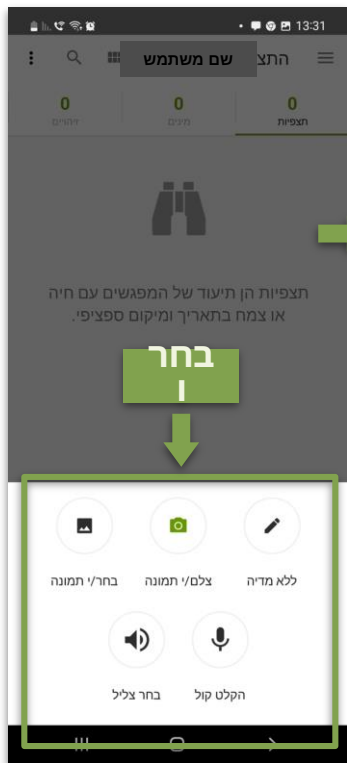 13:31
התצ שם משתמש
0 0 0
תצפיות מינים זיהויים
תצפיות הן תיעוד של המפגשים עם חיה
או צמח בתאריך ומיקום ספציפי.
בחר
ו
ללא מדיה צלם/י תמונה בחר/י תמונה
הקלט קול בחר צליל